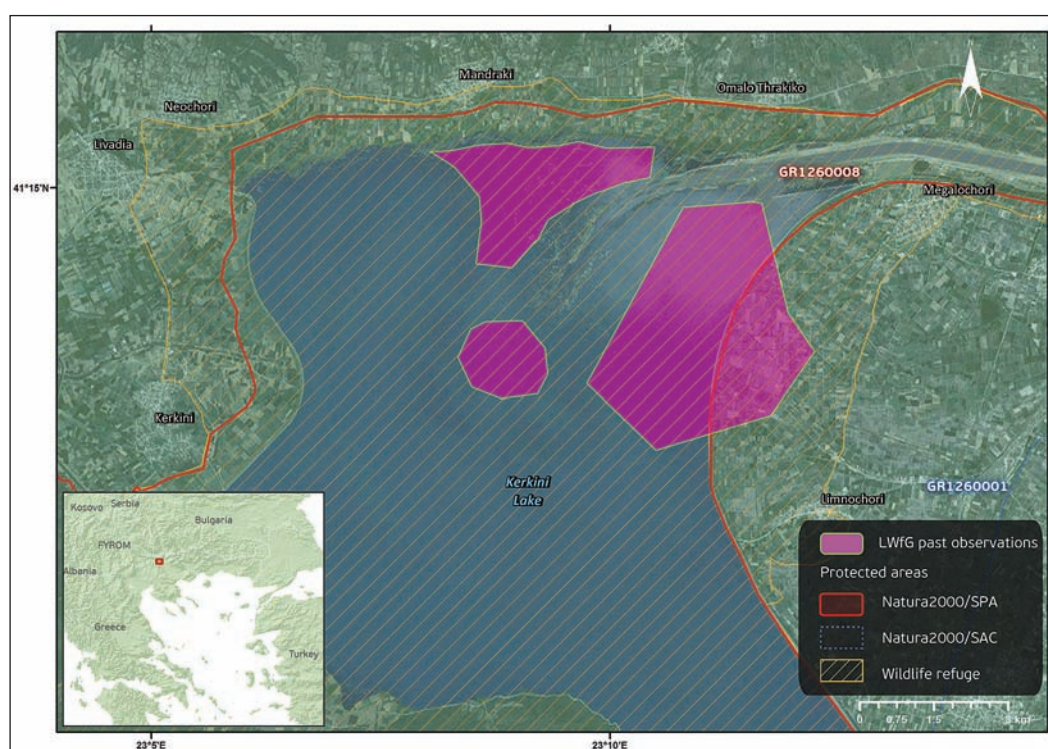 Mandraki
Omalo Thrakiko
Neochori
Livadia
41°15'N
GR1260008
Megalochori
Kerkini
Kerkini
Lake
GR1260001
Limnochori
Kosovo
Serbia
Bulgaria
FYROM
Albania
Greece
Turkey
LWfG past observations
Protected areas
Natura2000/SPA
Natura2000/SAC
Wildlife refuge
0 0.75 1.5 3 km
23°5'E
23°10'E